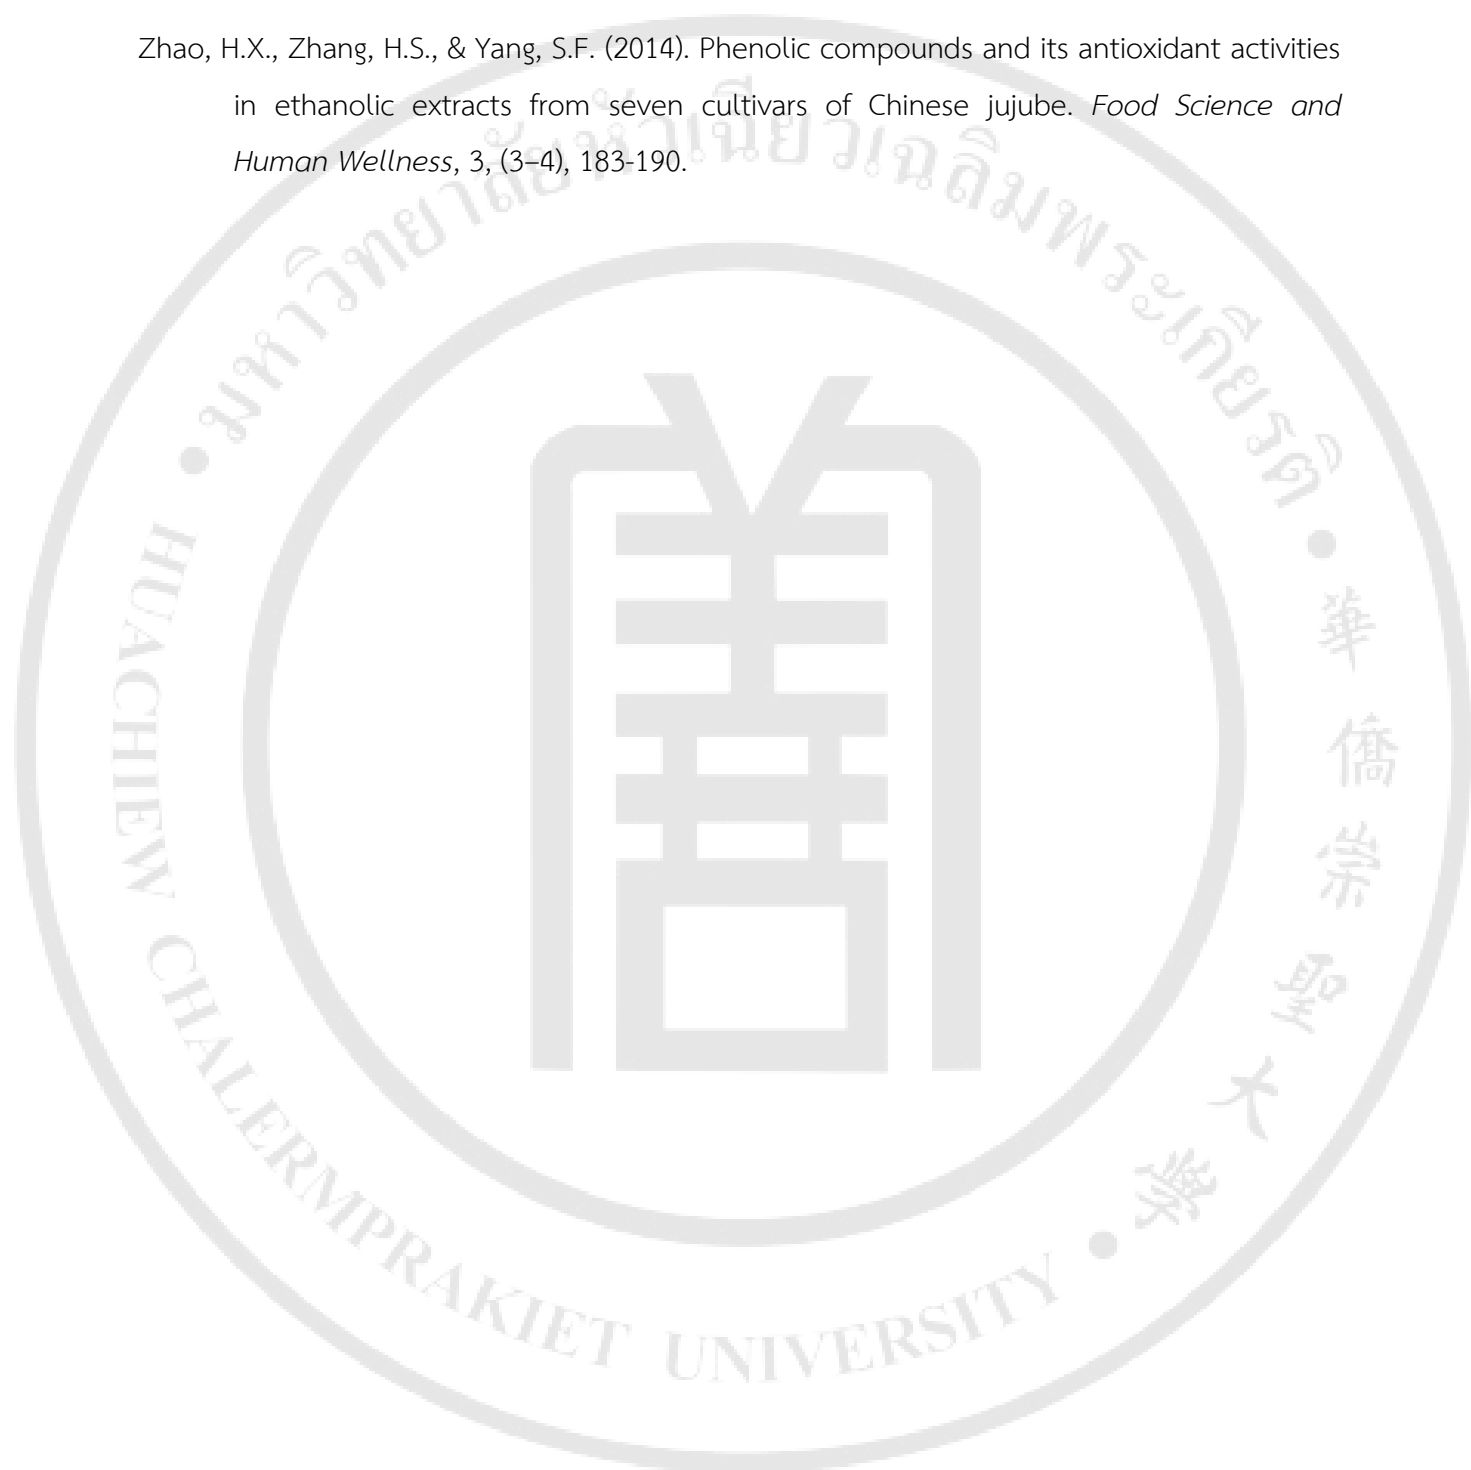 Zhao, H.X., Zhang, H.S., & Yang, S.F. (2014). Phenolic compounds and its antioxidant activities
in ethanolic extracts from seven cultivars of Chinese jujube. Food Science and
Human Wellness, 3, (3–4), 183-190.
• มหาวิทยาลัยหัวเฉียวเฉลิมพระเกียรติ •
華僑崇聖大學 •
HUACHIEW CHALERMPRAKIET UNIVERSITY